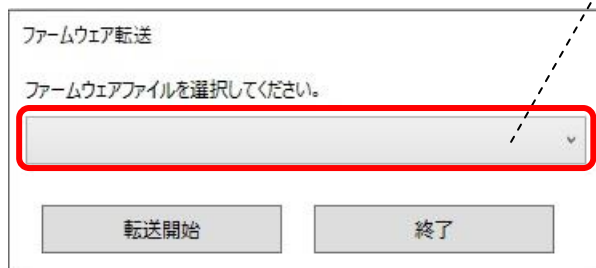 ファームウェア転送
ファームウェアファイルを選択してください。
転送開始
終了